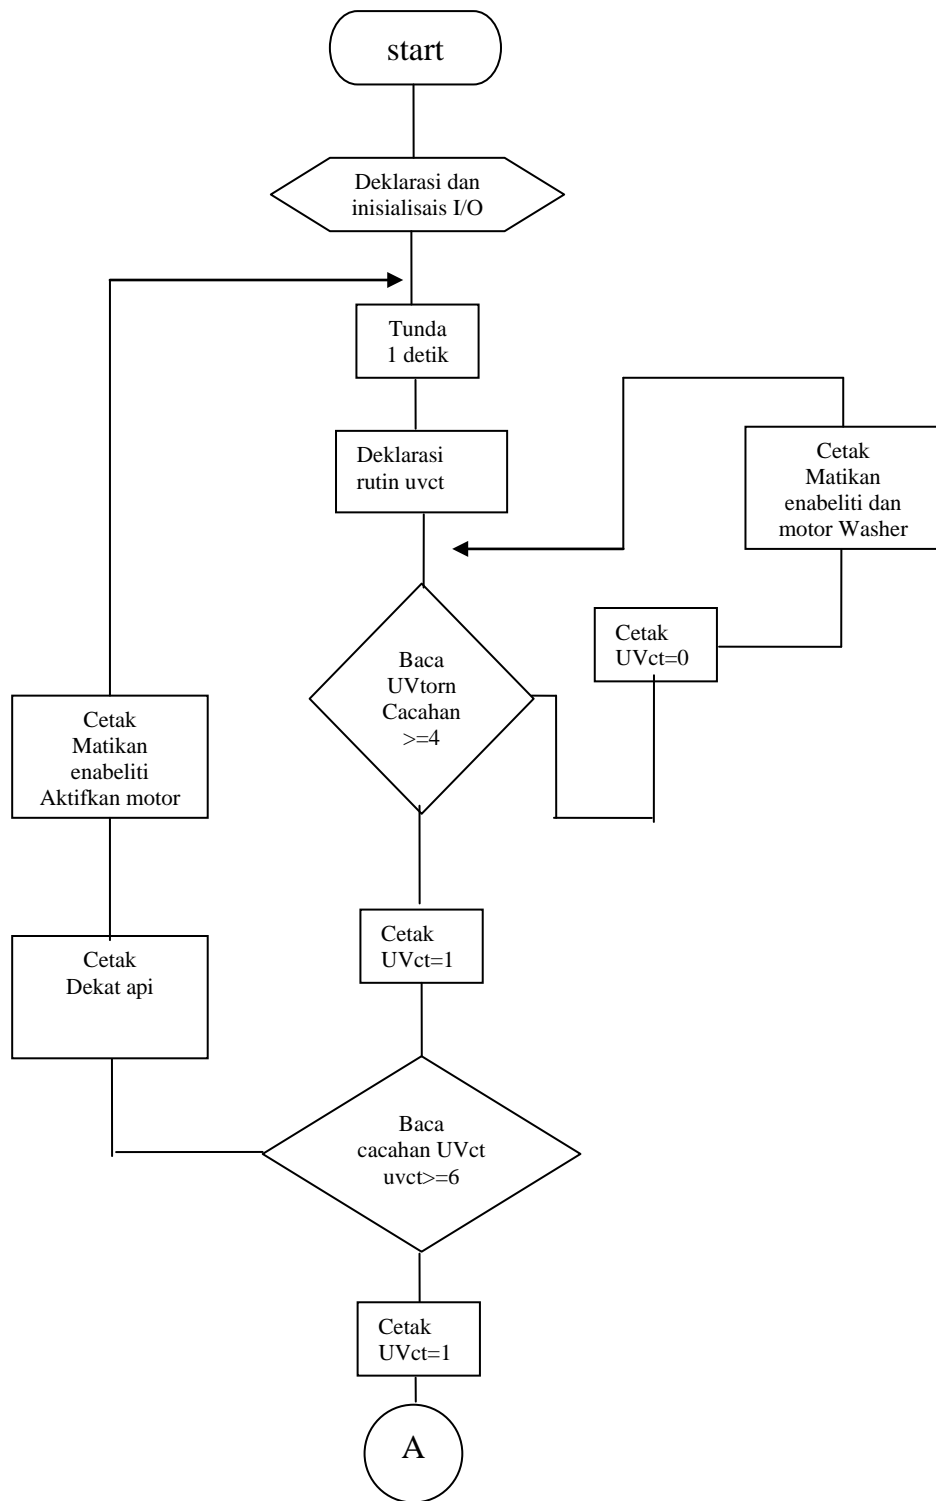 start
Deklarasi dan
inisialisais I/O
Tunda
1 detik
Deklarasi
rutin uvct
Cetak
Matikan
enabeliti dan
motor Washer
Cetak
UVct=0
Baca
UVtorn
Cacahan
>=4
Cetak
Matikan
enabeliti
Aktifkan motor
Cetak
UVct=1
Cetak
Dekat api
Baca
cacahan UVct
uvct>=6
Cetak
UVct=1
A